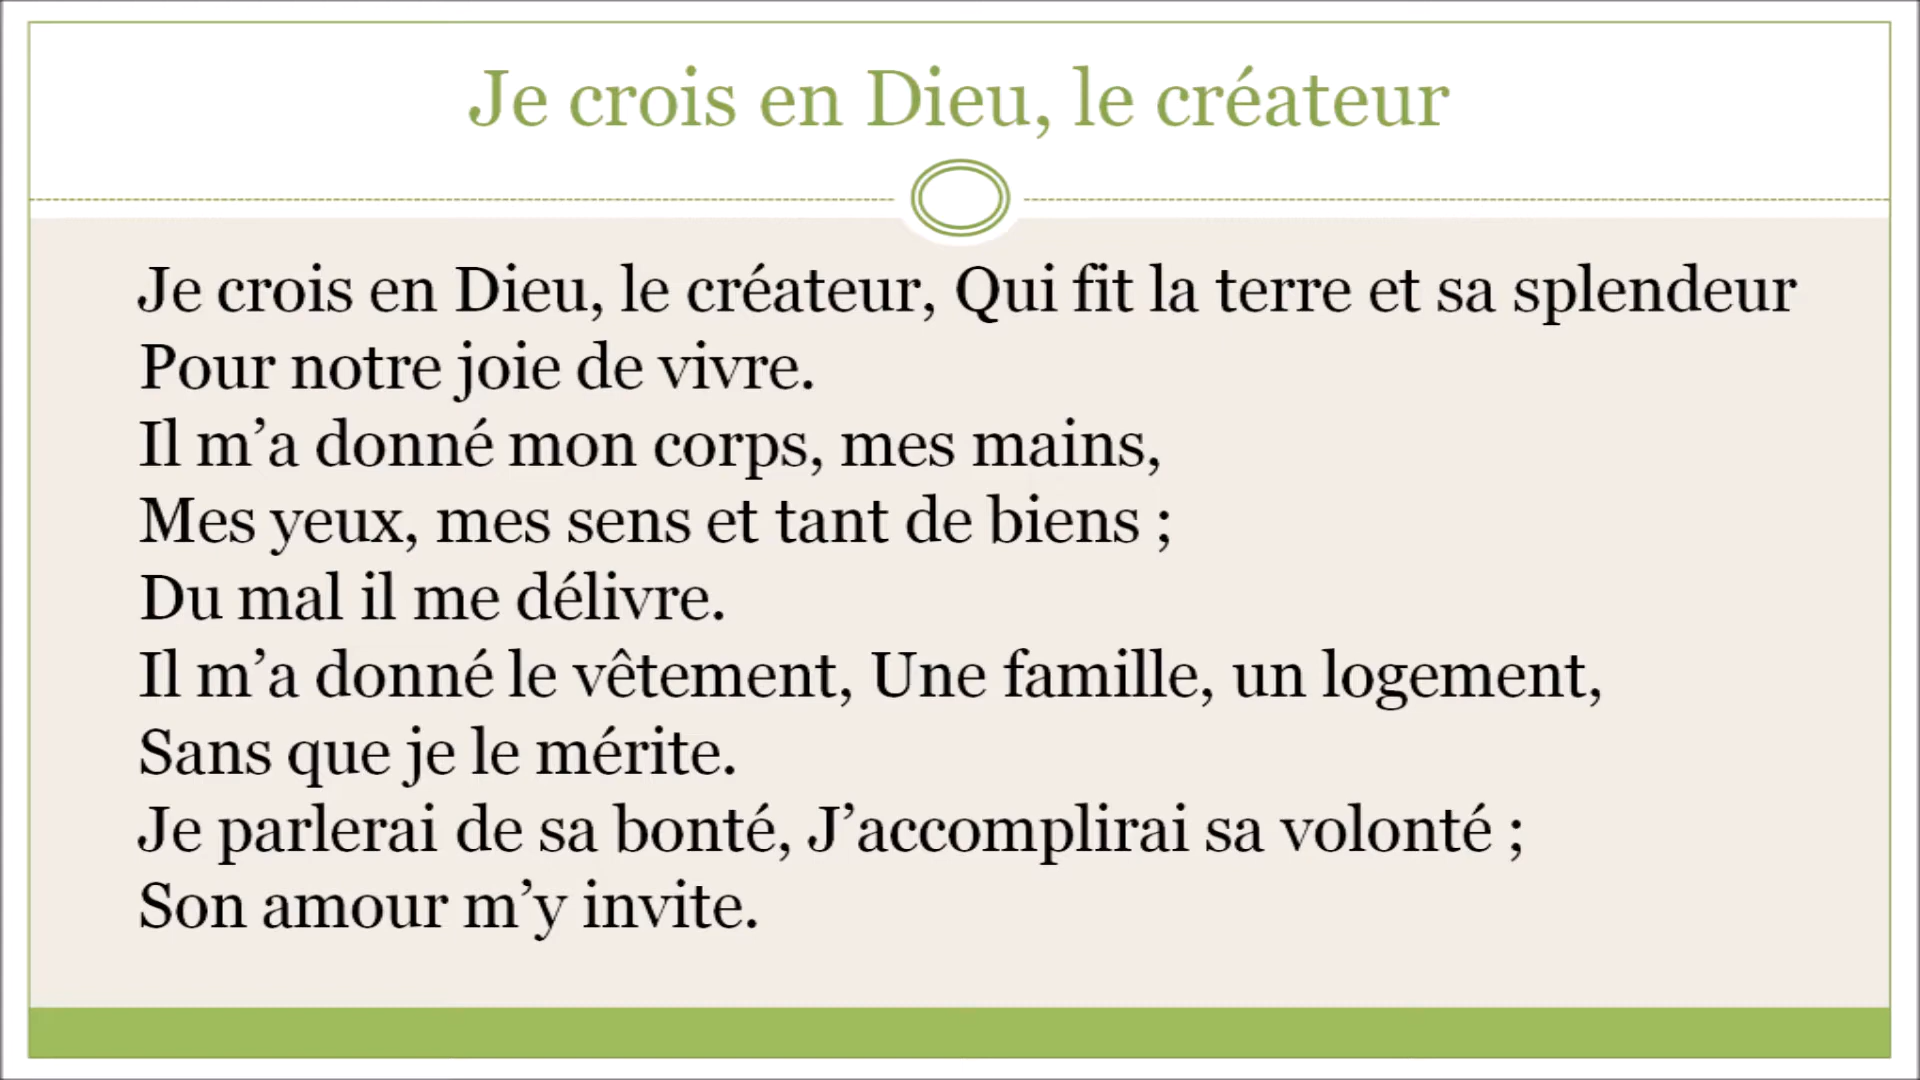 Je crois en Dieu, le créateur
Je crois en Dieu, le créateur, Qui fit la terre et sa splendeur
Pour notre joie de vivre.
Il m’a donné mon corps, mes mains,
Mes yeux, mes sens et tant de biens ;
Du mal il me délivre.
Il m’a donné le vêtement, Une famille, un logement,
Sans que je le mérite.
Je parlerai de sa bonté, J’accomplirai sa volonté ;
Son amour m’y invite.